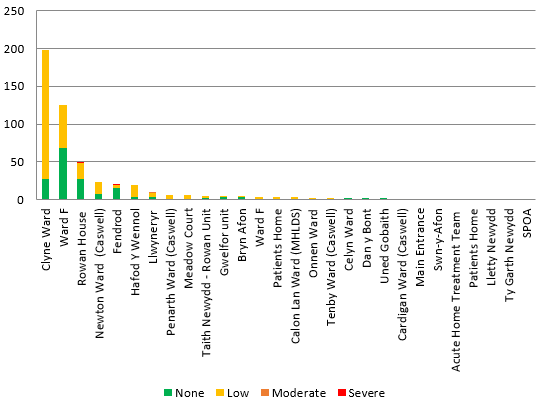 250
200
150
100
50
0
Clyne Ward
Ward F
Rowan House
Newton Ward (Caswell)
Fendrod
Hafod Y Wennol
Llwyneryr
Penarth Ward (Caswell)
Meadow Court
Taith Newydd - Rowan Unit
Gwelfor unit
Bryn Afon
Ward F
Patients Home
Calon Lan Ward (MHLDS)
Onnen Ward
Tenby Ward (Caswell)
Celyn Ward
Dan y Bont
Uned Gobaith
Cardigan Ward (Caswell)
Main Entrance
Swn-y-Afon
Acute Home Treatment Team
Patients Home
Lletty Newydd
Ty Garth Newydd
SPOA
None Low Moderate Severe